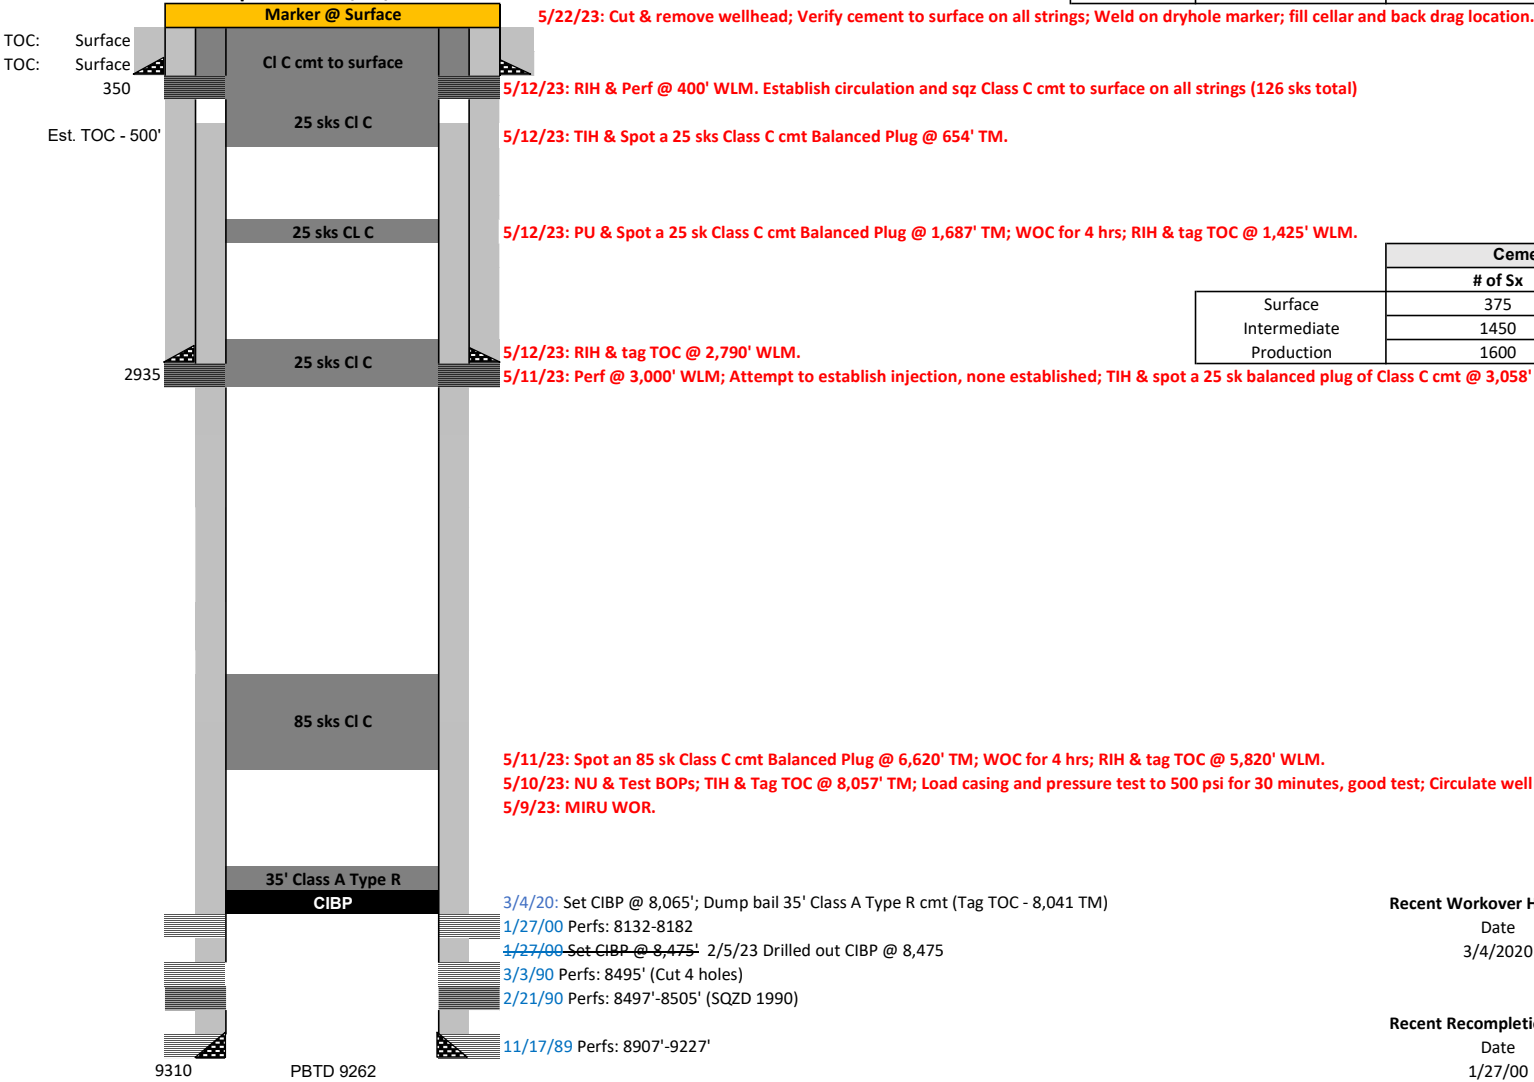 Marker @ Surface
5/22/23: Cut & remove wellhead; Verify cement to surface on all strings; Weld on dryhole marker; fill cellar and back drag location.
TOC: Surface
TOC: Surface
Cl C cmt to surface
350
5/12/23: RIH & Perf @ 400' WLM. Establish circulation and sqz Class C cmt to surface on all strings (126 sks total)
25 sks Cl C
Est. TOC - 500'
5/12/23: TIH & Spot a 25 sks Class C cmt Balanced Plug @ 654' TM.
25 sks CL C
5/12/23: PU & Spot a 25 sk Class C cmt Balanced Plug @ 1,687' TM; WOC for 4 hrs; RIH & tag TOC @ 1,425' WLM.
Ceme
# of Sx
Surface 375
Intermediate 1450
Production 1600
5/12/23: RIH & tag TOC @ 2,790' WLM.
25 sks Cl C
2935
5/11/23: Perf @ 3,000' WLM; Attempt to establish injection, none established; TIH & spot a 25 sk balanced plug of Class C cmt @ 3,058'
85 sks Cl C
5/11/23: Spot an 85 sk Class C cmt Balanced Plug @ 6,620' TM; WOC for 4 hrs; RIH & tag TOC @ 5,820' WLM.
5/10/23: NU & Test BOPs; TIH & Tag TOC @ 8,057' TM; Load casing and pressure test to 500 psi for 30 minutes, good test; Circulate well
5/9/23: MIRU WOR.
35' Class A Type R
CIBP
3/4/20: Set CIBP @ 8,065'; Dump bail 35' Class A Type R cmt (Tag TOC - 8,041 TM)
Recent Workover H
1/27/00 Perfs: 8132-8182
Date
1/27/00 Set CIBP @ 8,475' 2/5/23 Drilled out CIBP @ 8,475
3/4/2020
3/3/90 Perfs: 8495' (Cut 4 holes)
2/21/90 Perfs: 8497'-8505' (SQZD 1990)
Recent Recompleti
11/17/89 Perfs: 8907'-9227'
Date
9310
PBTD 9262
1/27/00